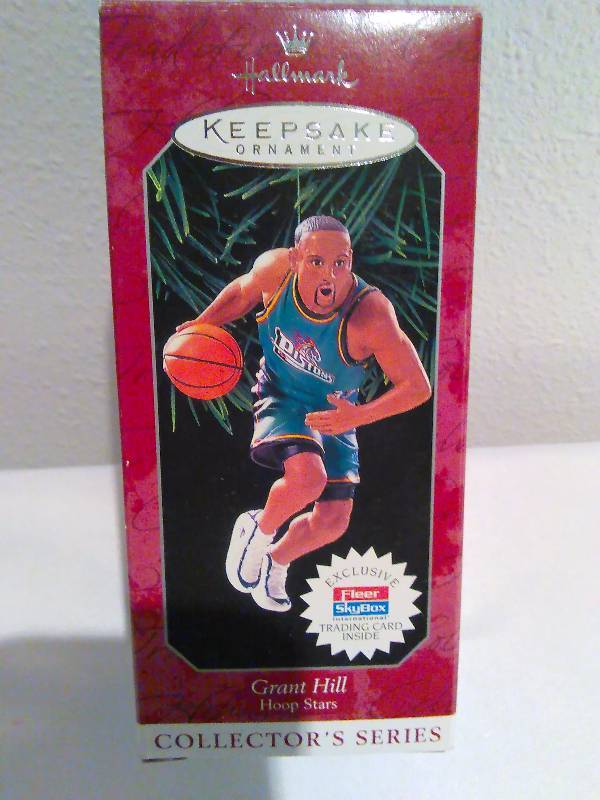 Hallmark
KEEPSAKE
ORNAMENT
PISTONS
EXCLUSIVE
Fleer
SkyBox
International
TRADING CARD
INSIDE
Grant Hill
Hoop Stars
COLLECTOR'S SERIES